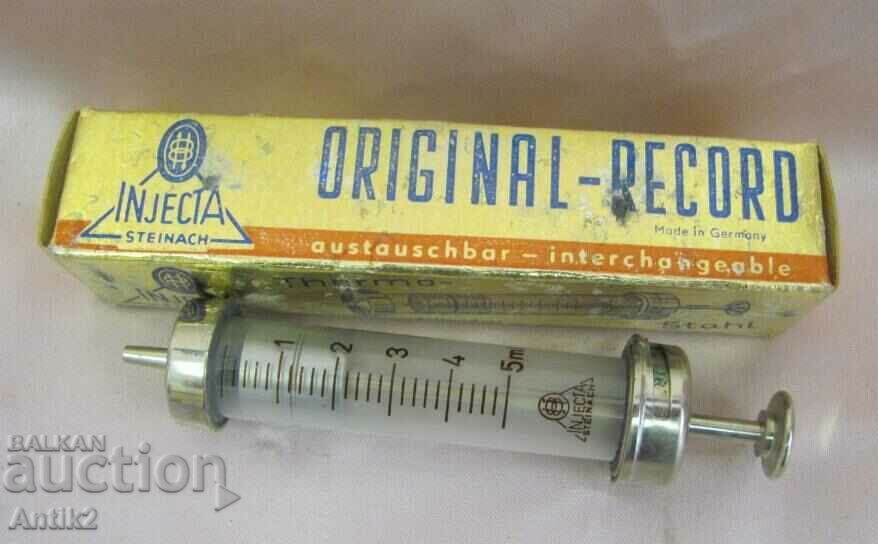 ORIGINAL-RECORD
INJECTA
STEINACH
Made in Germany
austauschbar – interchangeable
Thermo-
Stahl
1 2 3 4 5m
INJECTA
STEINACH
BALKAN
auction
Antik2